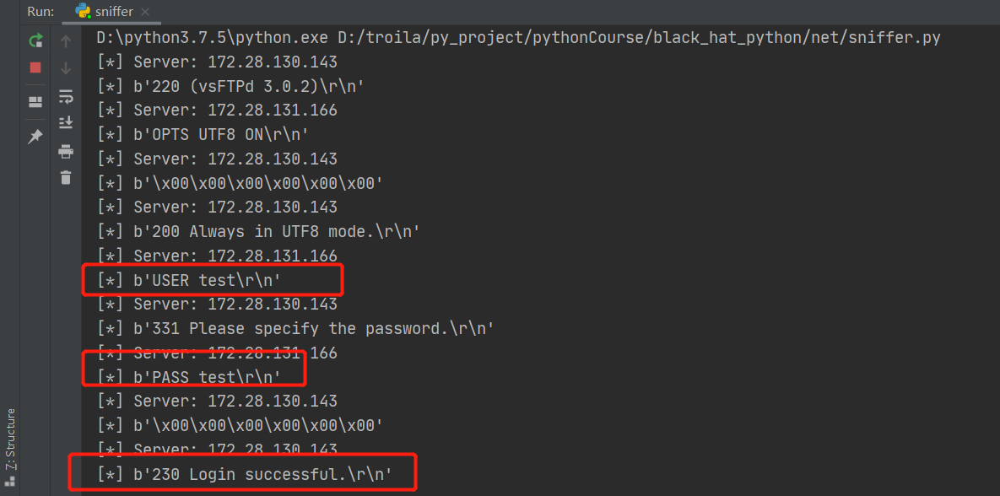 Run: sniffer
D:\python3.7.5\python.exe D:/troila/py_project/pythonCourse/black_hat_python/net/sniffer.py
[*] Server: 172.28.130.143
[*] b'220 (vsFTPd 3.0.2)\r\n'
[*] Server: 172.28.131.166
[*] b'OPTS UTF8 ON\r\n'
[*] Server: 172.28.130.143
[*] b'\x00\x00\x00\x00\x00\x00'
[*] Server: 172.28.130.143
[*] b'200 Always in UTF8 mode.\r\n'
[*] Server: 172.28.131.166
[*] b'USER test\r\n'
[*] Server: 172.28.130.143
[*] b'331 Please specify the password.\r\n'
[*] Server: 172.28.131.166
[*] b'PASS test\r\n'
[*] Server: 172.28.130.143
[*] b'\x00\x00\x00\x00\x00\x00'
[*] Server: 172.28.130.143
[*] b'230 Login successful.\r\n'
7: Structure